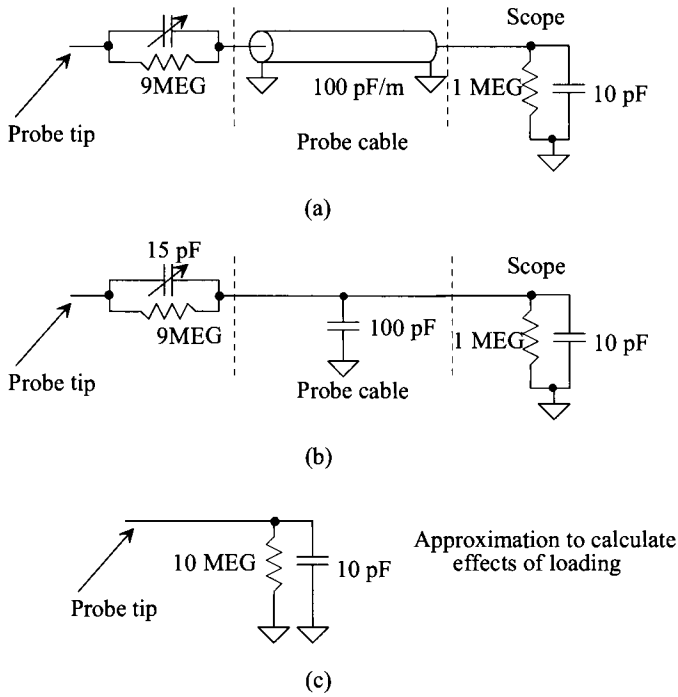 Scope
9MEG
100 pF/m
1 MEG
10 pF
Probe tip
Probe cable
(a)
15 pF
Scope
9MEG
100 pF
1 MEG
10 pF
Probe tip
Probe cable
(b)
Approximation to calculate
effects of loading
10 MEG
10 pF
Probe tip
(c)